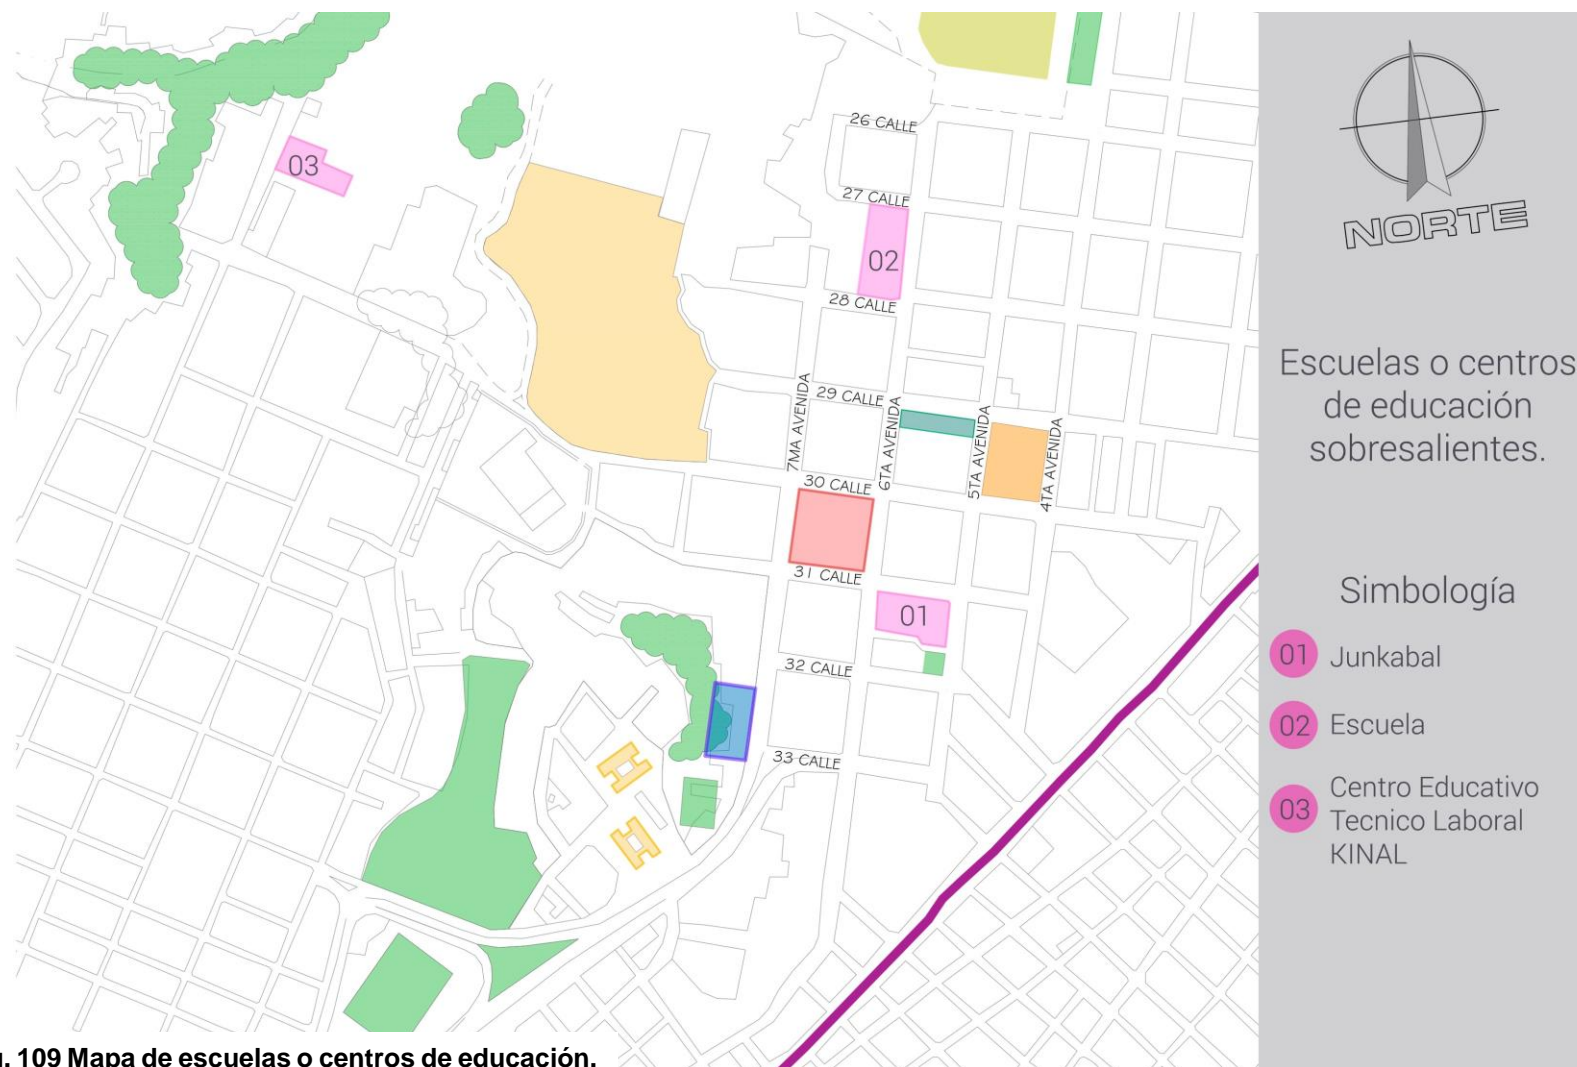 26 CALLE
03
27 CALLE
02
28 CALLE
7MA AVENIDA
29 CALLE
6TA AVENIDA
5TA AVENIDA
4TA AVENIDA
30 CALLE
31 CALLE
01
32 CALLE
33 CALLE
NORTE
Escuelas o centros
de educación
sobresalientes.
Simbología
01 Junkabal
02 Escuela
03 Centro Educativo
Tecnico Laboral
KINAL
. 109 Mapa de escuelas o centros de educación.